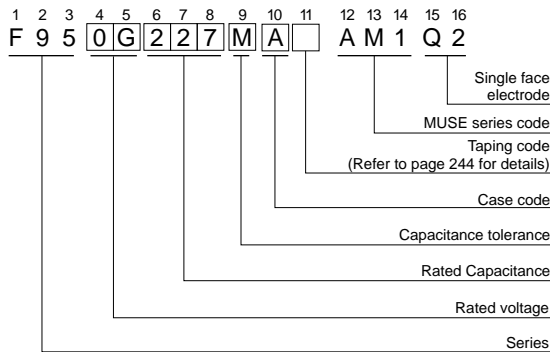 1 2 3 4 5 6 7 8 9 10 11 12 13 14 15 16
F 9 5 0 G 2 2 7 M A A M 1 Q 2
Single face
electrode
MUSE series code
Taping code
(Refer to page 244 for details)
Case code
Capacitance tolerance
Rated Capacitance
Rated voltage
Series